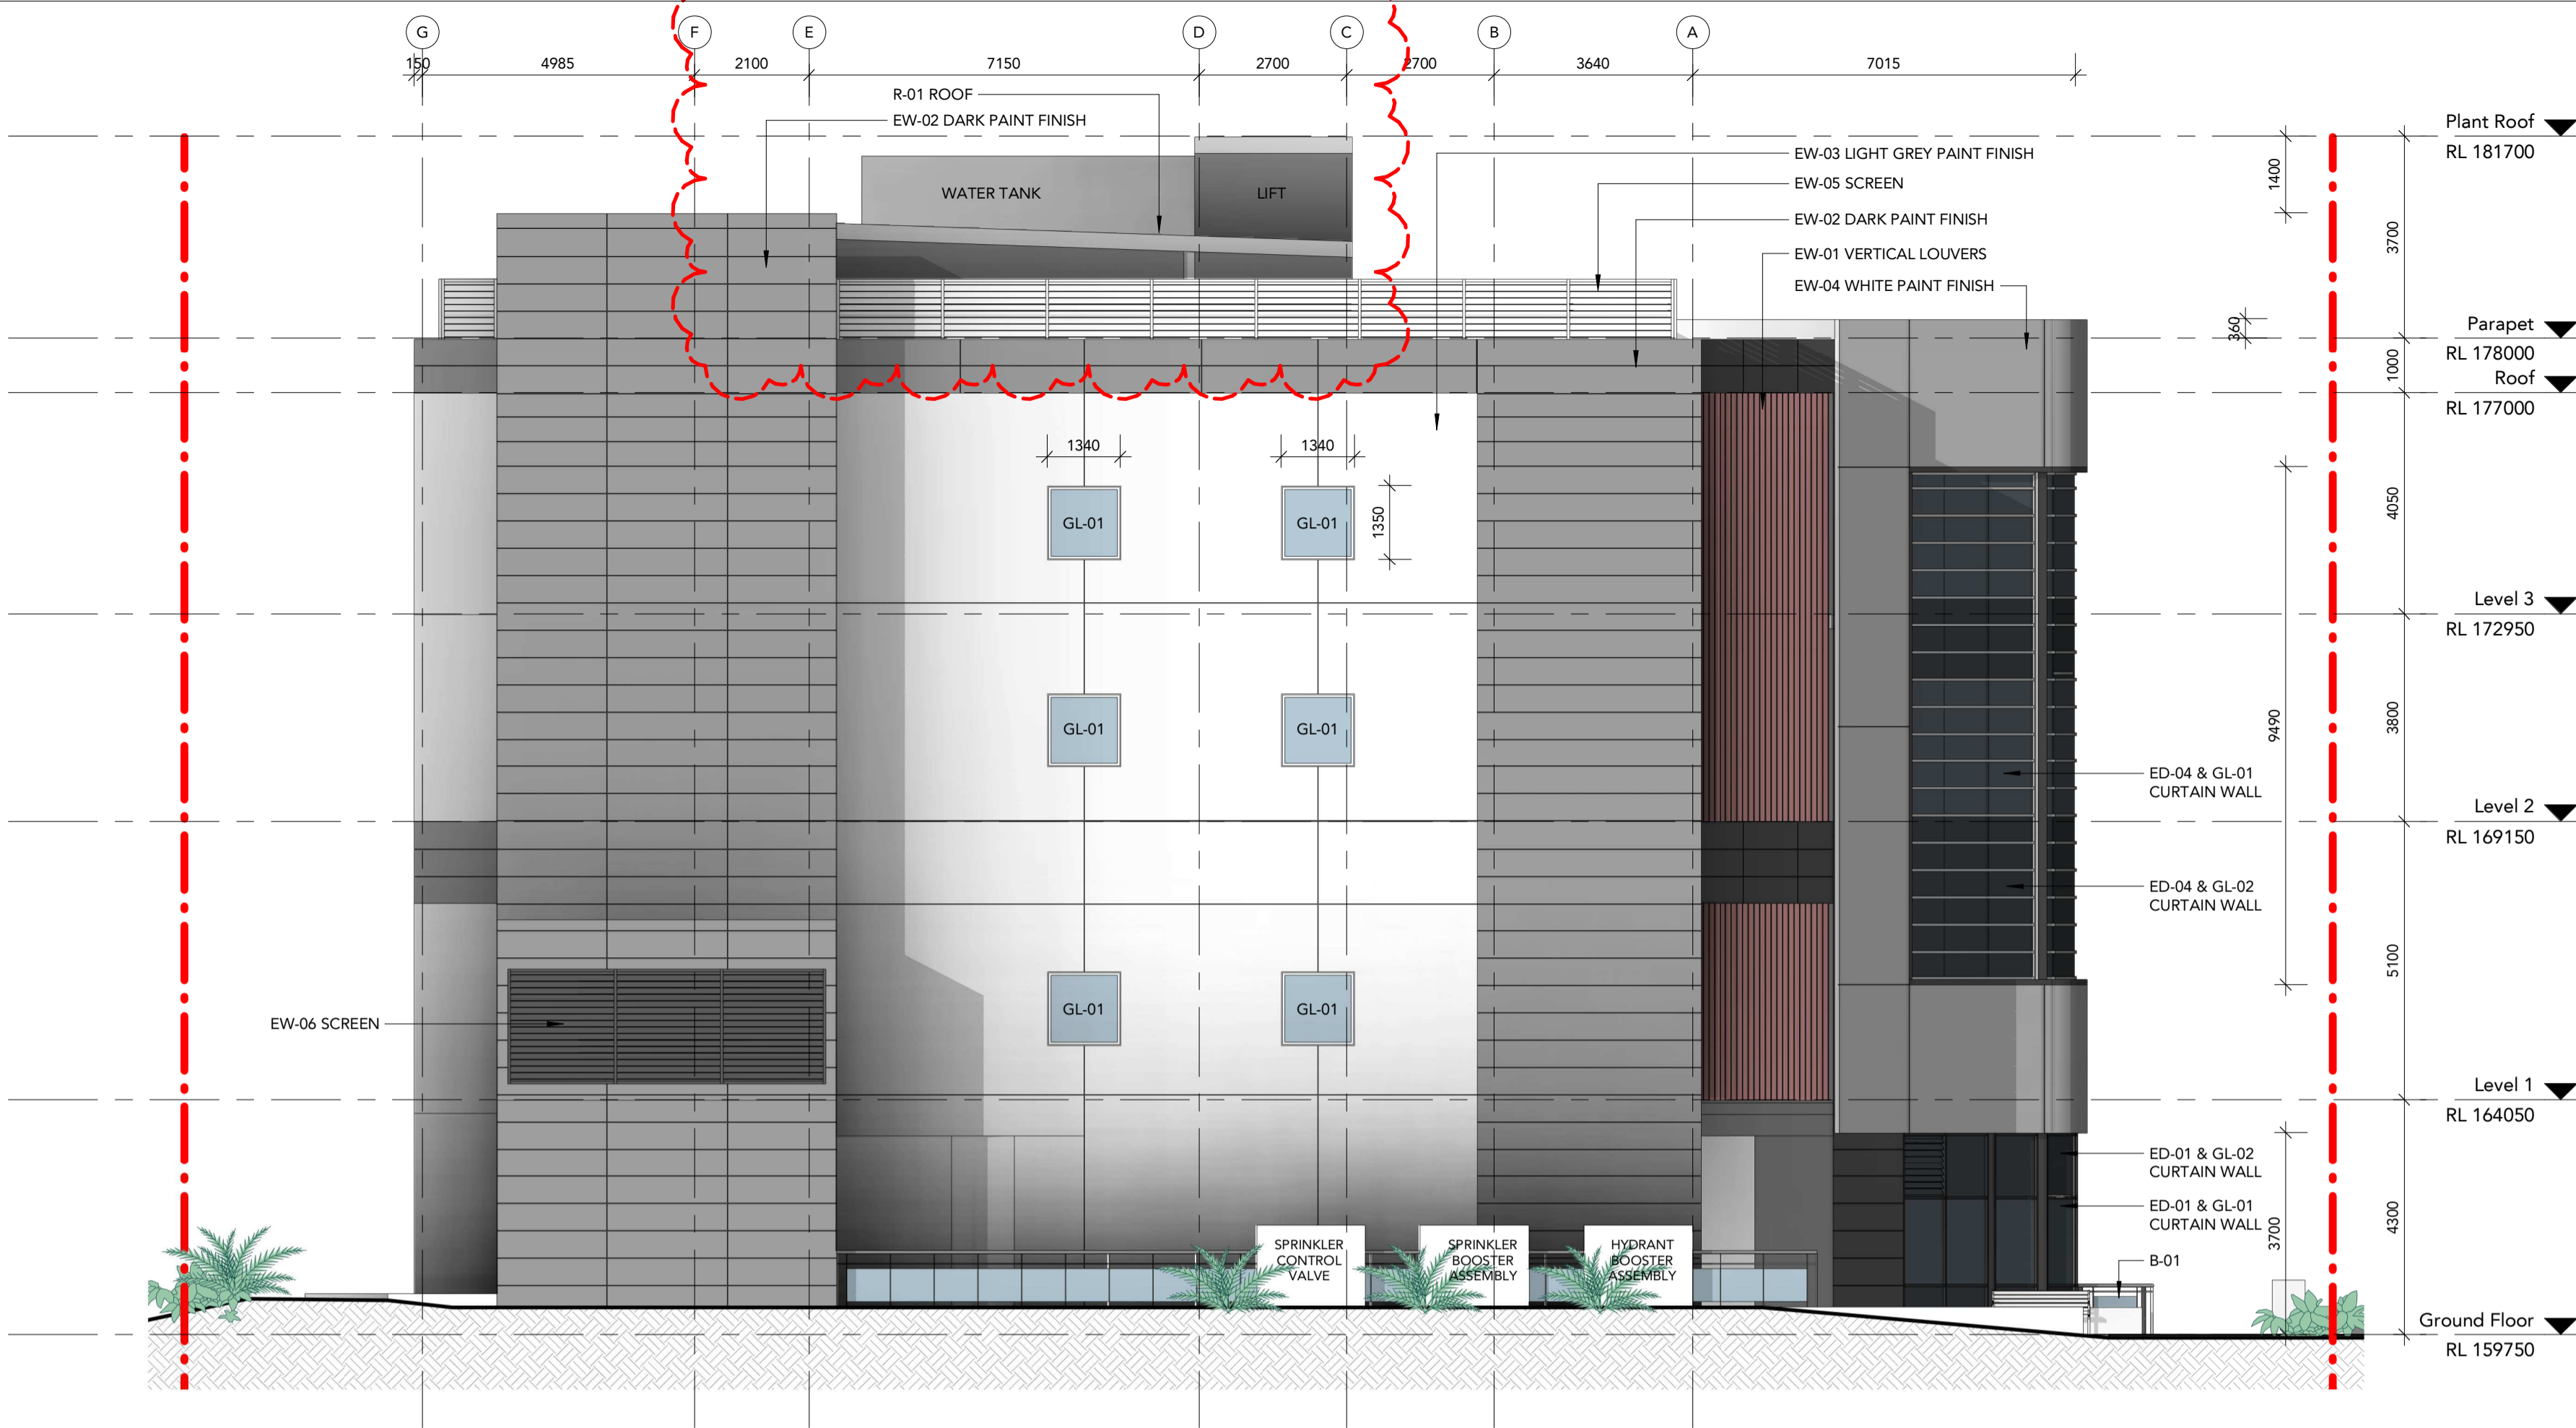 G F E D C B A
150 4985 2100 7150 2700 2700 3640 7015
R-01 ROOF
EW-02 DARK PAINT FINISH
WATER TANK
LIFT
EW-03 LIGHT GREY PAINT FINISH
EW-05 SCREEN
EW-02 DARK PAINT FINISH
EW-01 VERTICAL LOUVERS
EW-04 WHITE PAINT FINISH
Plant Roof
RL 181700
1400
3700
360
Parapet
RL 178000
1000
Roof
RL 177000
1340 1340
1350
GL-01 GL-01
4050
Level 3
RL 172950
GL-01 GL-01
9490
3800
ED-04 & GL-01
CURTAIN WALL
Level 2
RL 169150
ED-04 & GL-02
CURTAIN WALL
5100
GL-01 GL-01
EW-06 SCREEN
Level 1
RL 164050
ED-01 & GL-02
CURTAIN WALL
ED-01 & GL-01
CURTAIN WALL
3700
4300
B-01
SPRINKLER
CONTROL
VALVE
SPRINKLER
BOOSTER
ASSEMBLY
HYDRANT
BOOSTER
ASSEMBLY
Ground Floor
RL 159750